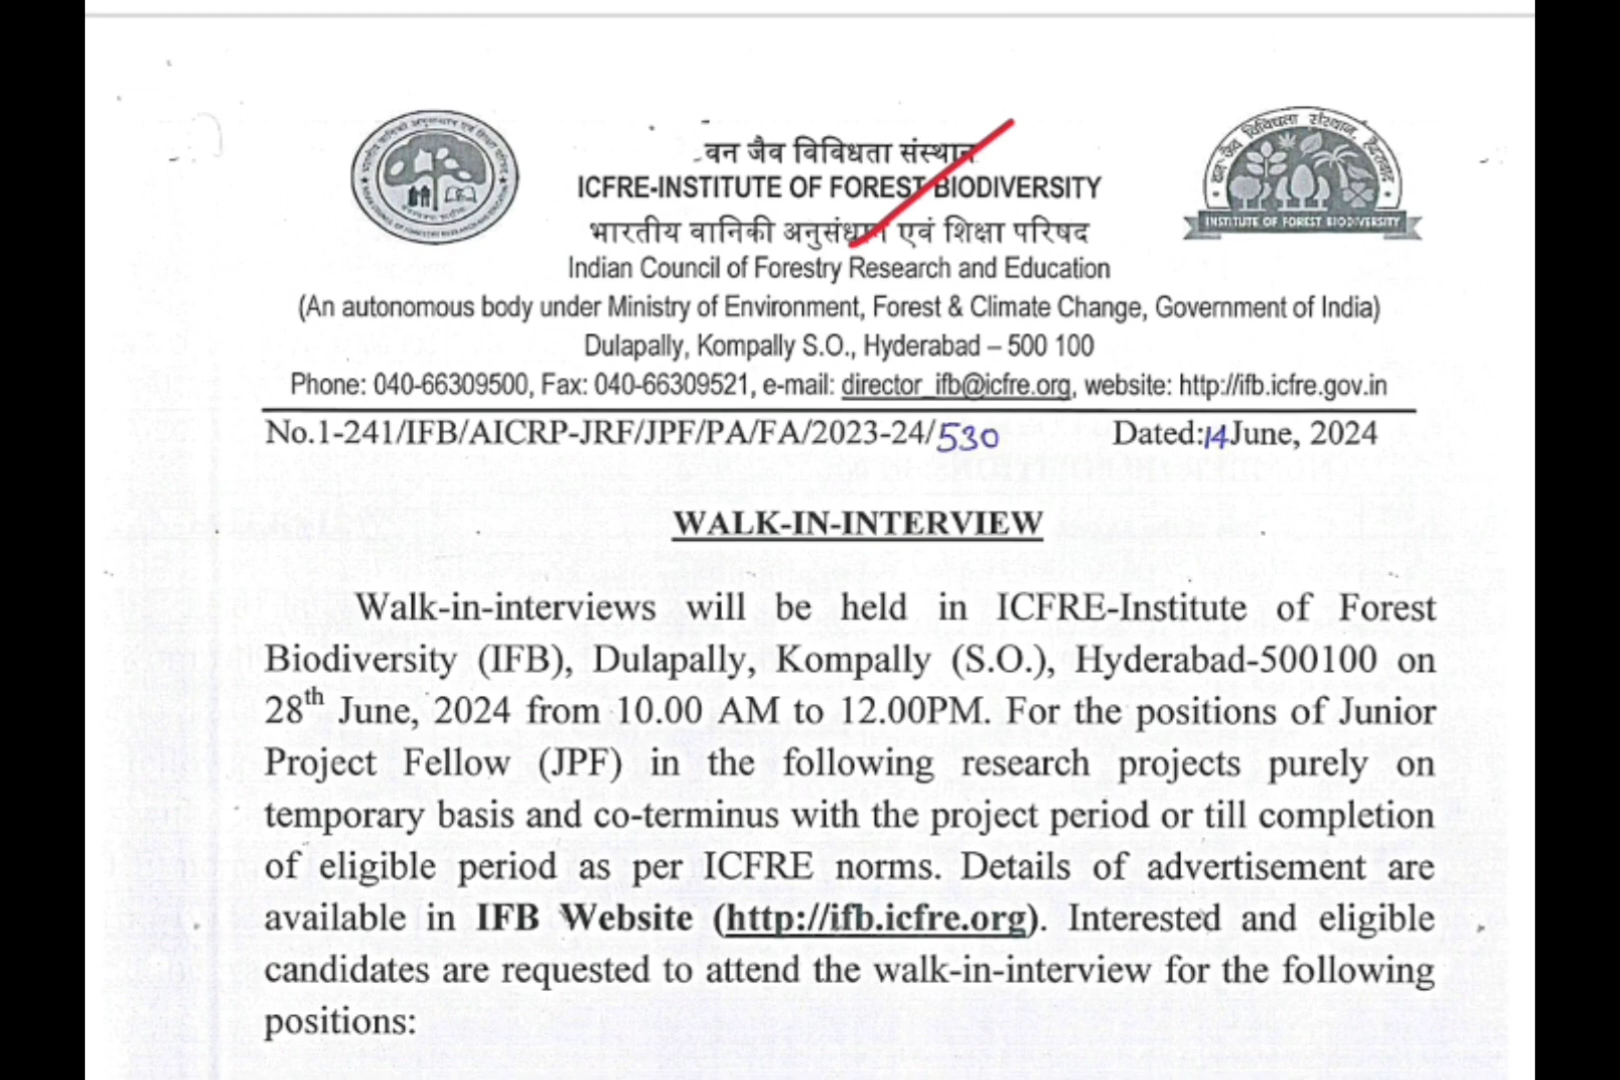 वन जैव विविधता संस्थान
ICFRE-INSTITUTE OF FOREST BIODIVERSITY
भारतीय वानिकी अनुसंधान एवं शिक्षा परिषद
Indian Council of Forestry Research and Education
(An autonomous body under Ministry of Environment, Forest & Climate Change, Government of India)
Dulapally, Kompally S.O., Hyderabad – 500 100
Phone: 040-66309500, Fax: 040-66309521, e-mail: director_ifb@icfre.org, website: http://ifb.icfre.gov.in
वन जैव विविधता संस्थान, हैदराबाद
INSTITUTE OF FOREST BIODIVERSITY
No.1-241/IFB/AICRP-JRF/JPF/PA/FA/2023-24/530 Dated:14 June, 2024
WALK-IN-INTERVIEW
Walk-in-interviews will be held in ICFRE-Institute of Forest
Biodiversity (IFB), Dulapally, Kompally (S.O.), Hyderabad-500100 on
28th June, 2024 from 10.00 AM to 12.00PM. For the positions of Junior
Project Fellow (JPF) in the following research projects purely on
temporary basis and co-terminus with the project period or till completion
of eligible period as per ICFRE norms. Details of advertisement are
available in IFB Website (http://ifb.icfre.org). Interested and eligible
candidates are requested to attend the walk-in-interview for the following
positions: